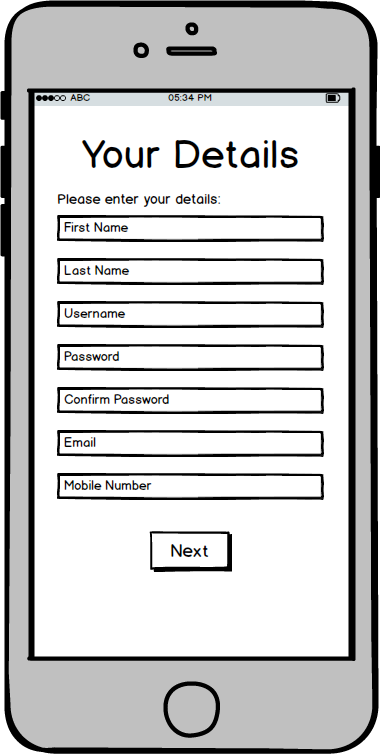 ABC 05:34 PM
Your Details
Please enter your details:
First Name
Last Name
Username
Password
Confirm Password
Email
Mobile Number
Next